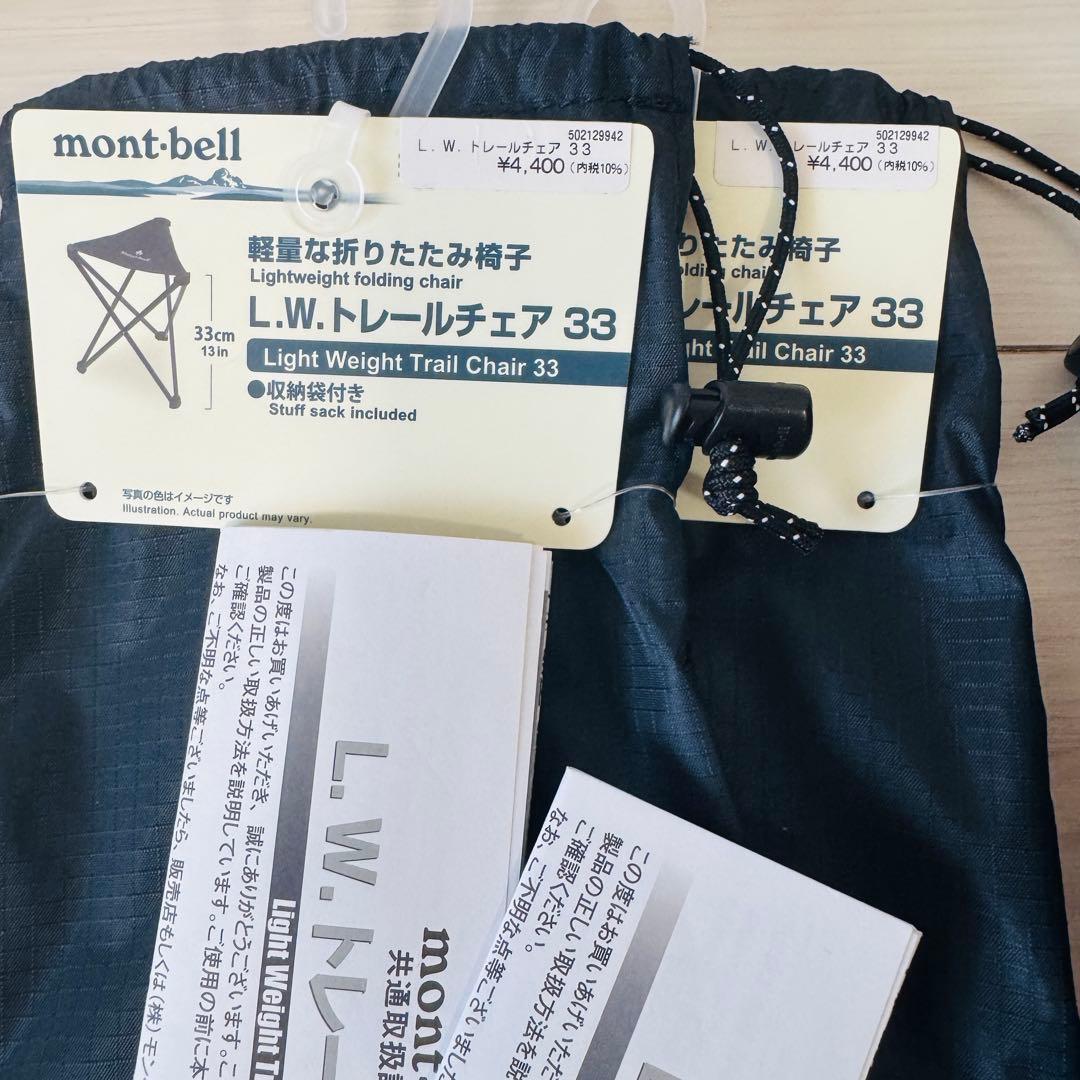 mont·bell
502129942
L. W. トレールチェア 33
¥4,400 (内税10%)
軽量な折りたたみ椅子
Lightweight folding chair
L.W.トレールチェア 33
Light Weight Trail Chair 33
33cm
13in
●収納袋付き
Stuff sack included
写真の色はイメージです
Illustration. Actual product may vary.
502129942
L. W. レールチェア 33
¥4,400 (内税10%)
りたたみ椅子
olding chair
レールチェア 33
ht Trail Chair 33
この度はお買いあげいただき、誠にありがとうございます。こ
製品の正しい取扱方法を説明しています。ご使用の前に本
ご確認ください。
なお、ご不明な点等ございましたら、販売店もしくは(株)モン
Light Weight T
L.W.トレー
mont
共通取扱
この度はお買いあげいただ
製品の正しい取扱方法を説
ご確認ください。
なお、ご不明な点等ございました